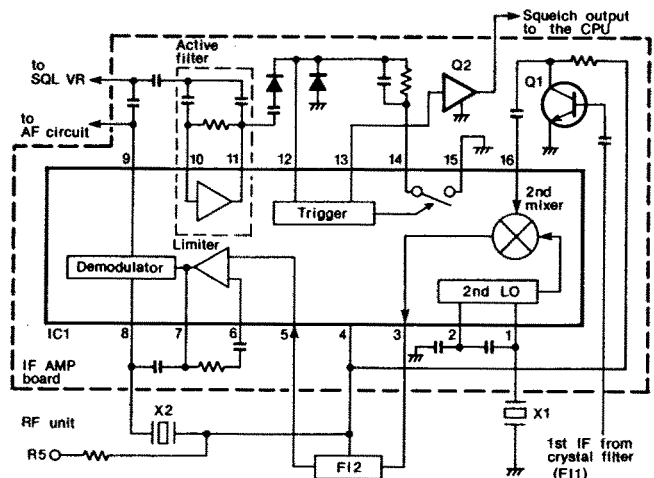 Squelch output
to the CPU
Active
filter
to
SQL VR
Q2
Q1
to
AF circuit
9
10
11
12
13
14
15
16
2nd
mixer
Trigger
Limiter
Demodulator
2nd LO
IC1
8
7
6
5
4
3
2
1
IF AMP
board
X2
X1
RF unit
R5
FI2
1st IF from
crystal filter
(FI1)